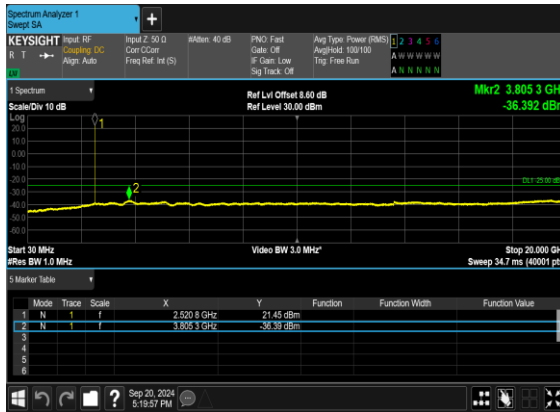 Spectrum Analyzer 1
Swept SA
+
KEYSIGHT
R T
Input: RF
Coupling: DC
Align: Auto
Input Z: 50 Ω
Corr CCorr
Freq Ref: Int (S)
#Atten: 40 dB
PNO: Fast
Gate: Off
IF Gain: Low
Sig Track: Off
Avg Type: Power (RMS)
Avg|Hold: 100/100
Trig: Free Run
1 2 3 4 5 6
A W W W W W
A N N N N N
1 Spectrum
Scale/Div 10 dB
Log
Ref Lvl Offset 8.60 dB
Ref Level 30.00 dBm
Mkr2 3.805 3 GH
-36.392 dBr
20.0
10.0
0.00
-10.0
-20.0
-30.0
-40.0
-50.0
-60.0
1
2
DL1 -25.00 dB
Start 30 MHz
#Res BW 1.0 MHz
Video BW 3.0 MHz*
Stop 20.000 GH
Sweep 34.7 ms (40001 pt
5 Marker Table
Mode Trace Scale X Y Function Function Width Function Value
1 N 1 f 2.520 8 GHz 21.45 dBm
2 N 1 f 3.805 3 GHz -36.39 dBm
3
4
5
6
?
Sep 20, 2024
5:19:57 PM